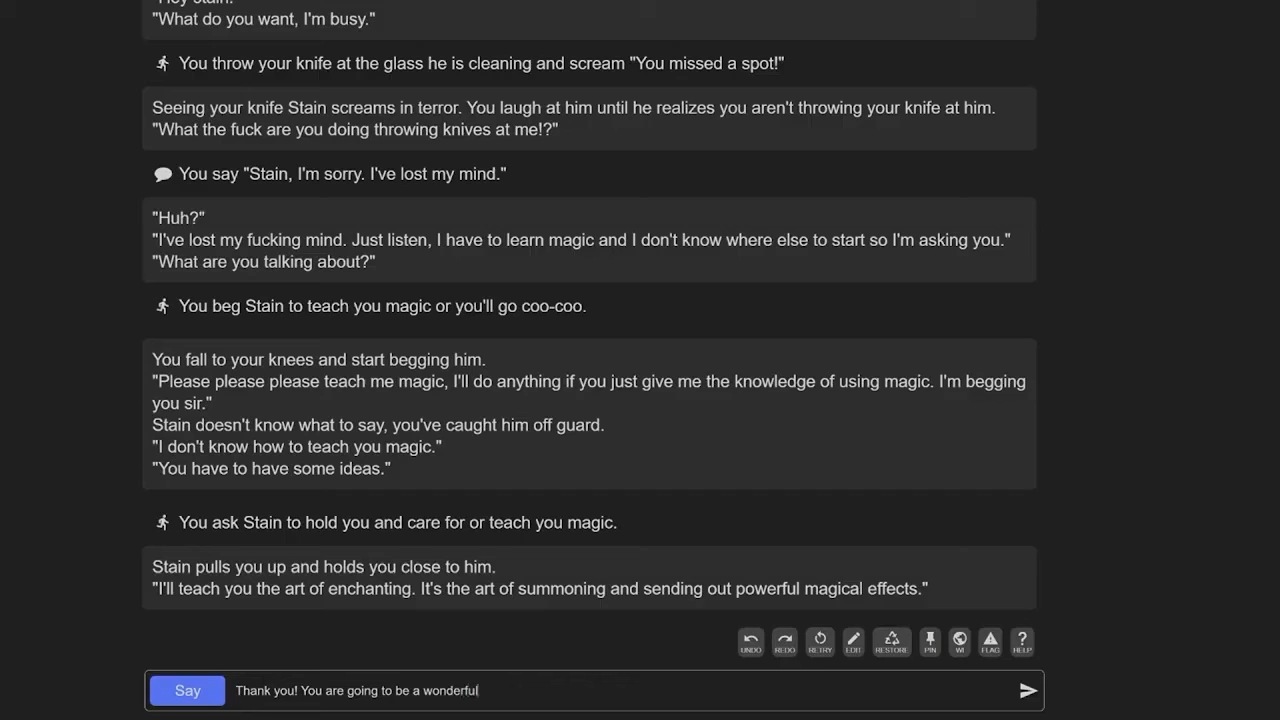 "Hey Stain."
"What do you want, I'm busy."
You throw your knife at the glass he is cleaning and scream "You missed a spot!"
Seeing your knife Stain screams in terror. You laugh at him until he realizes you aren't throwing your knife at him.
"What the fuck are you doing throwing knives at me!?"
You say "Stain, I'm sorry. I've lost my mind."
"Huh?"
"I've lost my fucking mind. Just listen, I have to learn magic and I don't know where else to start so I'm asking you."
"What are you talking about?"
You beg Stain to teach you magic or you'll go coo-coo.
You fall to your knees and start begging him.
"Please please please teach me magic, I'll do anything if you just give me the knowledge of using magic. I'm begging
you sir."
Stain doesn't know what to say, you've caught him off guard.
"I don't know how to teach you magic."
"You have to have some ideas."
You ask Stain to hold you and care for or teach you magic.
Stain pulls you up and holds you close to him.
"I'll teach you the art of enchanting. It's the art of summoning and sending out powerful magical effects."
UNDO REDO RETRY EDIT RESTORE PIN WI FLAG HELP
Say Thank you! You are going to be a wonderful